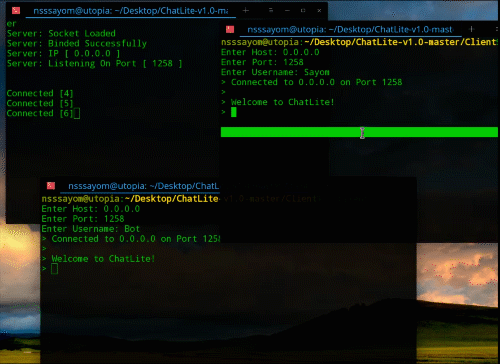 nsssayom@utopia: ~/Desktop/ChatLite-v1.0-ma
er
Server: Socket Loaded
Server: Binded Successfully
Server: IP [ 0.0.0.0 ]
Server: Listening On Port [ 1258 ]
Connected [4]
Connected [5]
Connected [6]
nsssayom@utopia: ~/Desktop/ChatLite-v1.0-mast
nsssayom@utopia:~/Desktop/ChatLite-v1.0-master/Client
Enter Host: 0.0.0.0
Enter Port: 1258
Enter Username: Sayom
> Connected to 0.0.0.0 on Port 1258
>
> Welcome to ChatLite!
>
nsssayom@utopia: ~/Desktop/ChatL
nsssayom@utopia:~/Desktop/ChatLite-v1.0-master/Client
Enter Host: 0.0.0.0
Enter Port: 1258
Enter Username: Bot
> Connected to 0.0.0.0 on Port 1258
>
> Welcome to ChatLite!
>